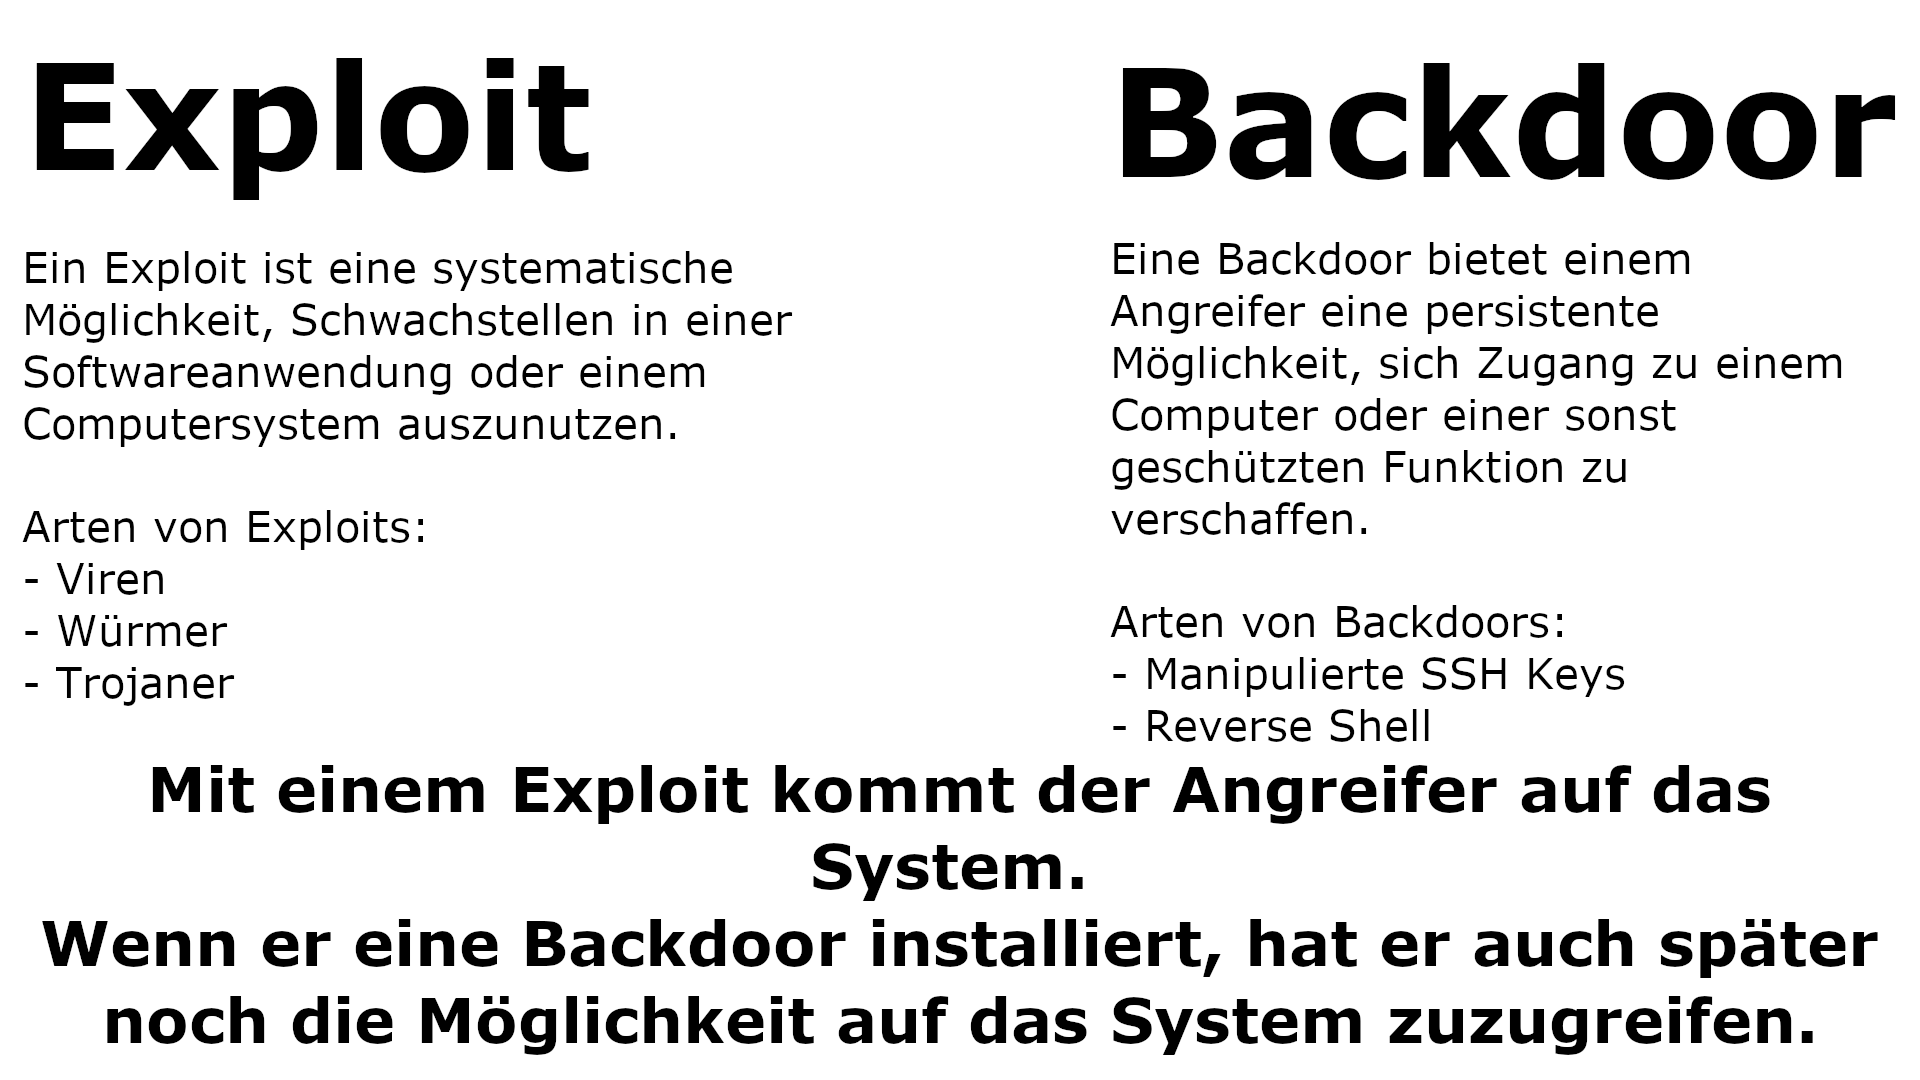 Exploit
Ein Exploit ist eine systematische
Möglichkeit, Schwachstellen in einer
Softwareanwendung oder einem
Computersystem auszunutzen.
Arten von Exploits:
- Viren
- Würmer
- Trojaner
Backdoor
Eine Backdoor bietet einem
Angreifer eine persistente
Möglichkeit, sich Zugang zu einem
Computer oder einer sonst
geschützten Funktion zu
verschaffen.
Arten von Backdoors:
- Manipulierte SSH Keys
- Reverse Shell
Mit einem Exploit kommt der Angreifer auf das
System.
Wenn er eine Backdoor installiert, hat er auch später
noch die Möglichkeit auf das System zuzugreifen.